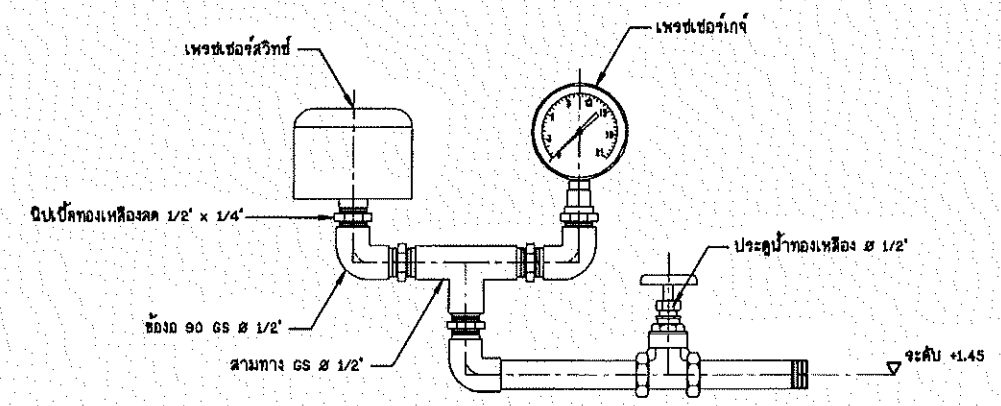 เพรชเชอร์สวิทช์
เพรชเชอร์เกจ์
นิปเปิ้ลทองเหลืองลด 1/2" x 1/4"
ประตูน้ำทองเหลือง Ø 1/2"
ข้องอ 90 GS Ø 1/2"
สามทาง GS Ø 1/2"
ระดับ +1.45